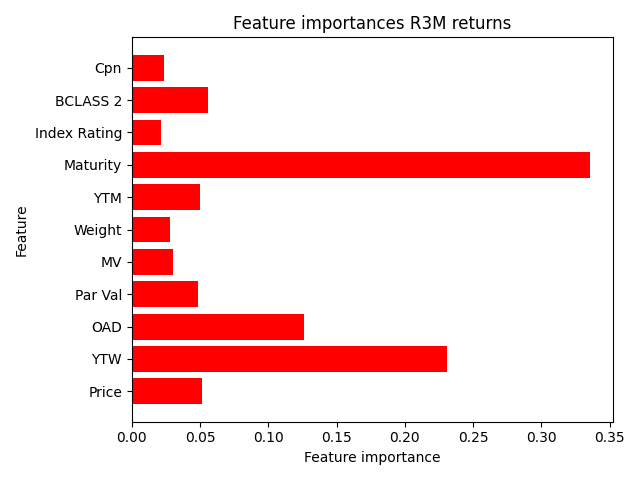 Feature importances R3M returns
Feature
Cpn
BCLASS 2
Index Rating
Maturity
YTM
Weight
MV
Par Val
OAD
YTW
Price
0.00 0.05 0.10 0.15 0.20 0.25 0.30 0.35
Feature importance